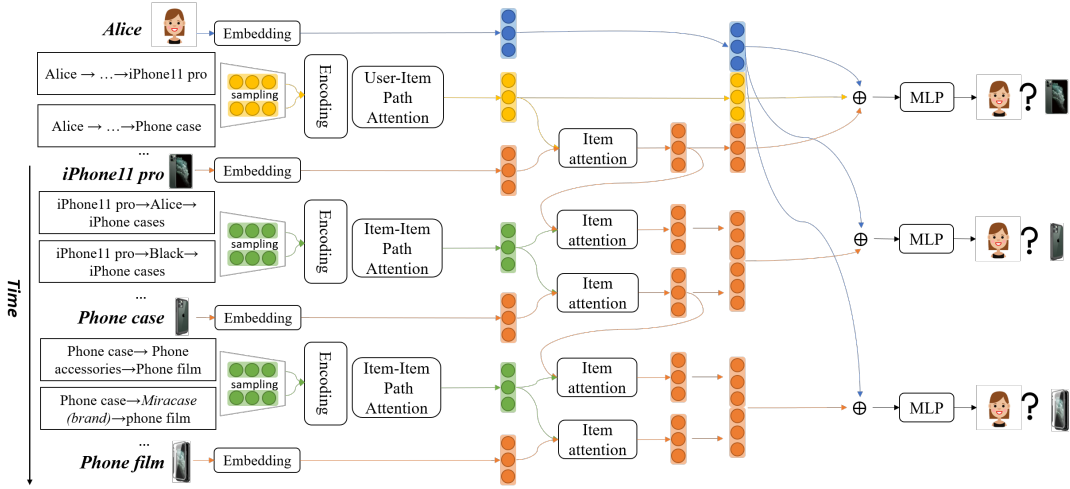 Alice
Embedding
Alice → …→iPhone11 pro
Alice → …→Phone case
...
sampling
Encoding
User-Item
Path
Attention
Item
attention
⊕
MLP
?
iPhone11 pro
Embedding
iPhone11 pro→Alice→
iPhone cases
iPhone11 pro→Black→
iPhone cases
...
sampling
Encoding
Item-Item
Path
Attention
Item
attention
Item
attention
⊕
MLP
?
Time
Phone case
Embedding
Phone case→ Phone
accessories→Phone film
Phone case→Miracase
(brand)→phone film
...
sampling
Encoding
Item-Item
Path
Attention
Item
attention
Item
attention
⊕
MLP
?
Phone film
Embedding